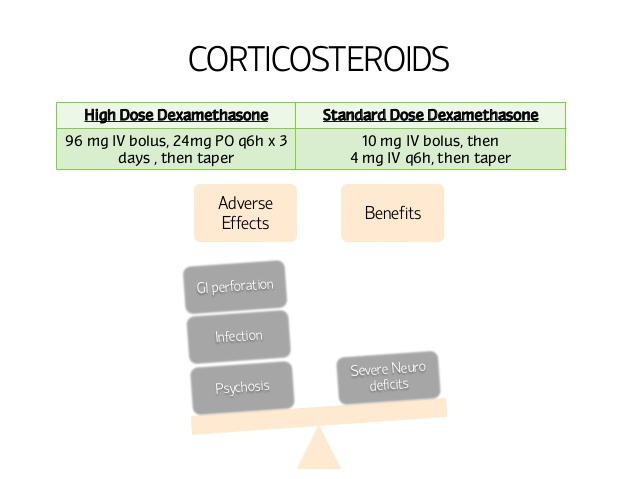 CORTICOSTEROIDS
High Dose Dexamethasone
Standard Dose Dexamethasone
96 mg IV bolus, 24mg PO q6h x 3
days , then taper
10 mg IV bolus, then
4 mg IV q6h, then taper
Adverse
Effects
Benefits
GI perforation
Infection
Psychosis
Severe Neuro
deficits